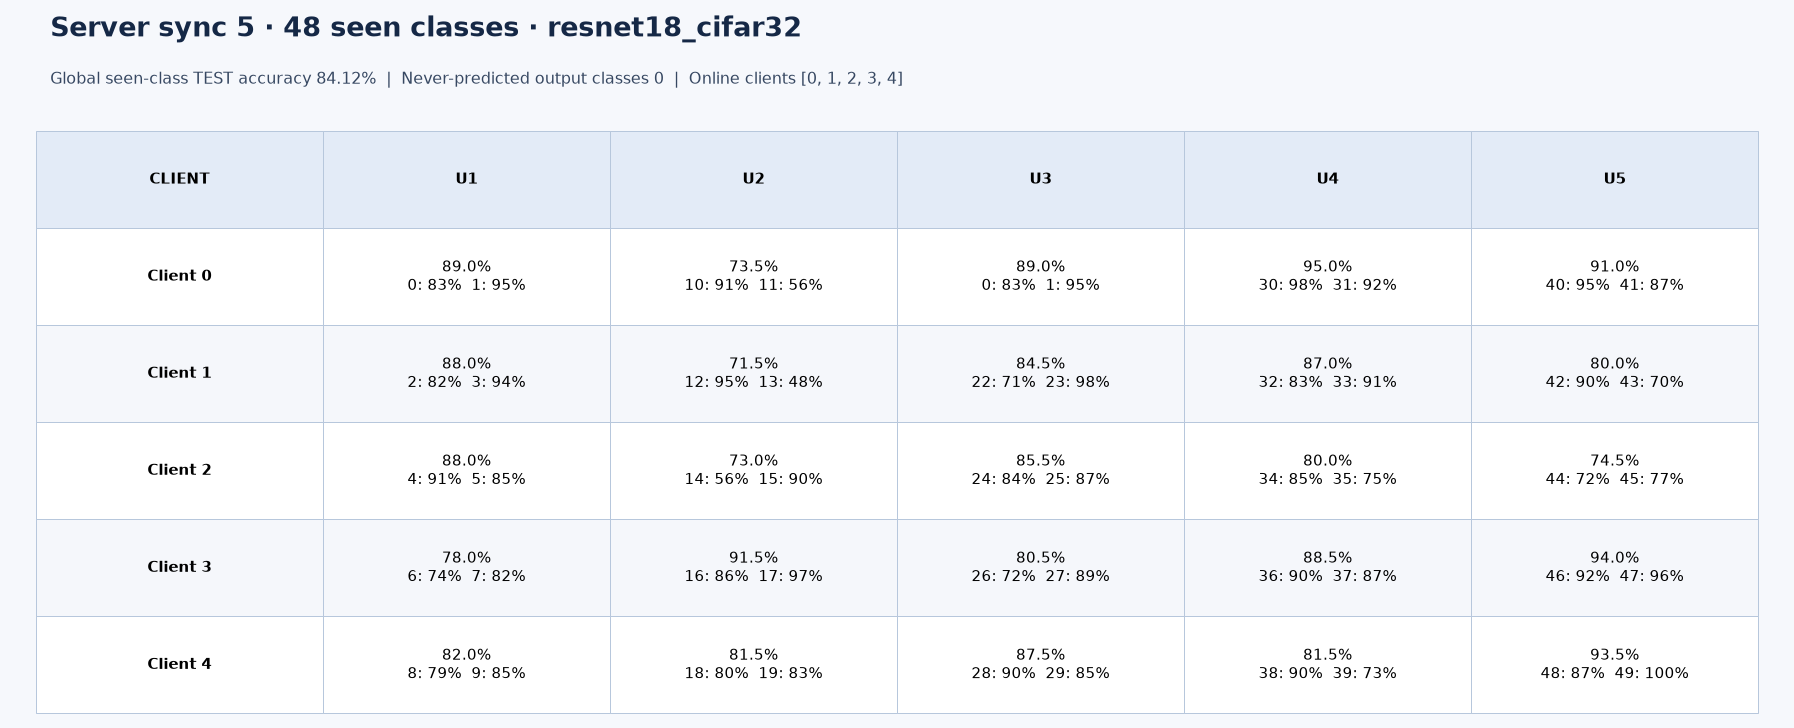 Server sync 5 · 48 seen classes · resnet18_cifar32
Global seen-class TEST accuracy 84.12% | Never-predicted output classes 0 | Online clients [0, 1, 2, 3, 4]
CLIENT U1 U2 U3 U4 U5
89.0% 73.5% 89.0% 95.0% 91.0%
Client 0
0: 83% 1: 95% 10: 91% 11: 56% 0: 83% 1: 95% 30: 98% 31: 92% 40: 95% 41: 87%
88.0% 71.5% 84.5% 87.0% 80.0%
Client 1
2: 82% 3: 94% 12: 95% 13: 48% 22: 71% 23: 98% 32: 83% 33: 91% 42: 90% 43: 70%
88.0% 73.0% 85.5% 80.0% 74.5%
Client 2
4: 91% 5: 85% 14: 56% 15: 90% 24: 84% 25: 87% 34: 85% 35: 75% 44: 72% 45: 77%
78.0% 91.5% 80.5% 88.5% 94.0%
Client 3
6: 74% 7: 82% 16: 86% 17: 97% 26: 72% 27: 89% 36: 90% 37: 87% 46: 92% 47: 96%
82.0% 81.5% 87.5% 81.5% 93.5%
Client 4
8: 79% 9: 85% 18: 80% 19: 83% 28: 90% 29: 85% 38: 90% 39: 73% 48: 87% 49: 100%